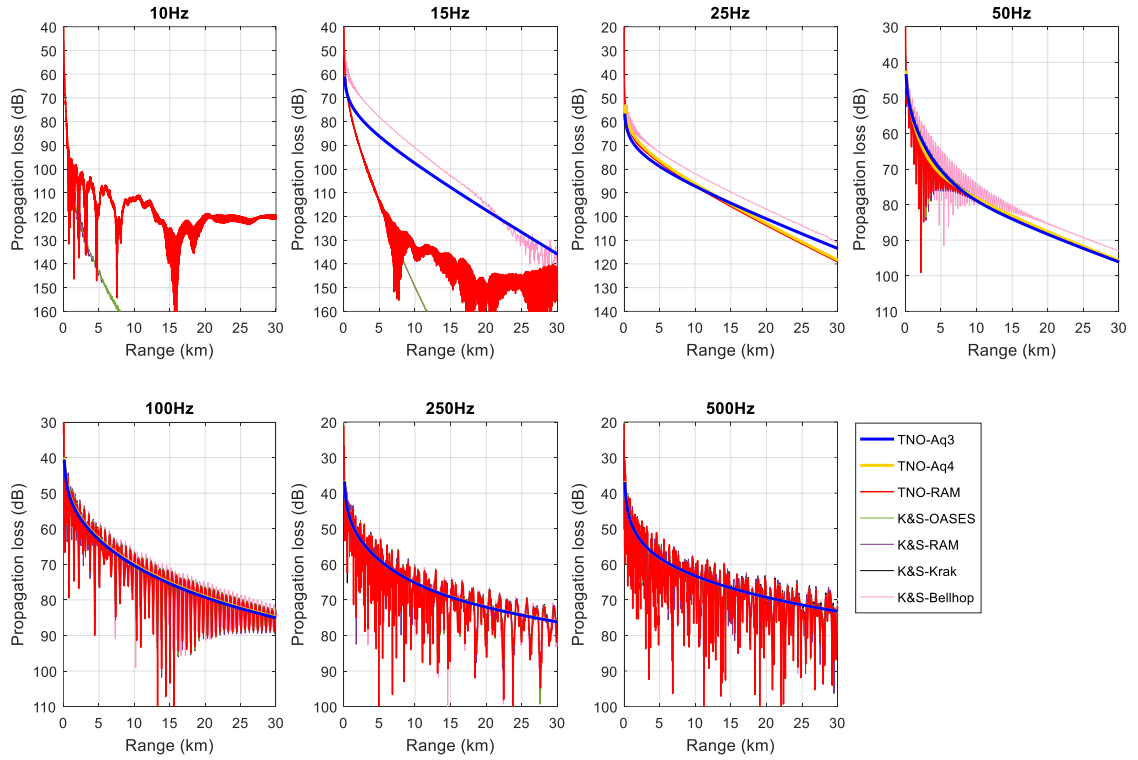 10Hz
15Hz
25Hz
50Hz
Propagation loss (dB)
40
50
60
70
80
90
100
110
120
130
140
150
160
0 5 10 15 20 25 30
Range (km)
Propagation loss (dB)
40
50
60
70
80
90
100
110
120
130
140
150
160
0 5 10 15 20 25 30
Range (km)
Propagation loss (dB)
20
30
40
50
60
70
80
90
100
110
120
130
140
0 5 10 15 20 25 30
Range (km)
Propagation loss (dB)
30
40
50
60
70
80
90
100
110
0 5 10 15 20 25 30
Range (km)
100Hz
250Hz
500Hz
Propagation loss (dB)
30
40
50
60
70
80
90
100
110
0 5 10 15 20 25 30
Range (km)
Propagation loss (dB)
20
30
40
50
60
70
80
90
100
0 5 10 15 20 25 30
Range (km)
Propagation loss (dB)
20
30
40
50
60
70
80
90
100
0 5 10 15 20 25 30
Range (km)
TNO-Aq3
TNO-Aq4
TNO-RAM
K&S-OASES
K&S-RAM
K&S-Krak
K&S-Bellhop